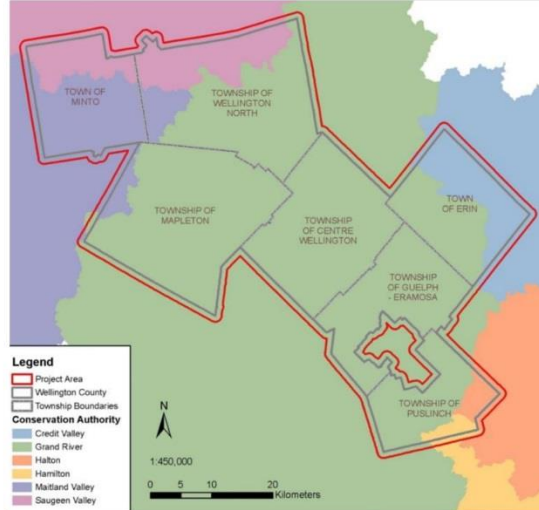 TOWN OF
MINTO
TOWNSHIP OF
WELLINGTON
NORTH
TOWNSHIP OF
MAPLETON
TOWNSHIP
OF CENTRE
WELLINGTON
TOWN
OF ERIN
TOWNSHIP
OF GUELPH
- ERAMOSA
TOWNSHIP OF
PUSLINCH
Legend
Project Area
Wellington County
Township Boundaries
Conservation Authority
Credit Valley
Grand River
Halton
Hamilton
Maitland Valley
Saugeen Valley
N
1:450,000
0 5 10 20
Kilometers